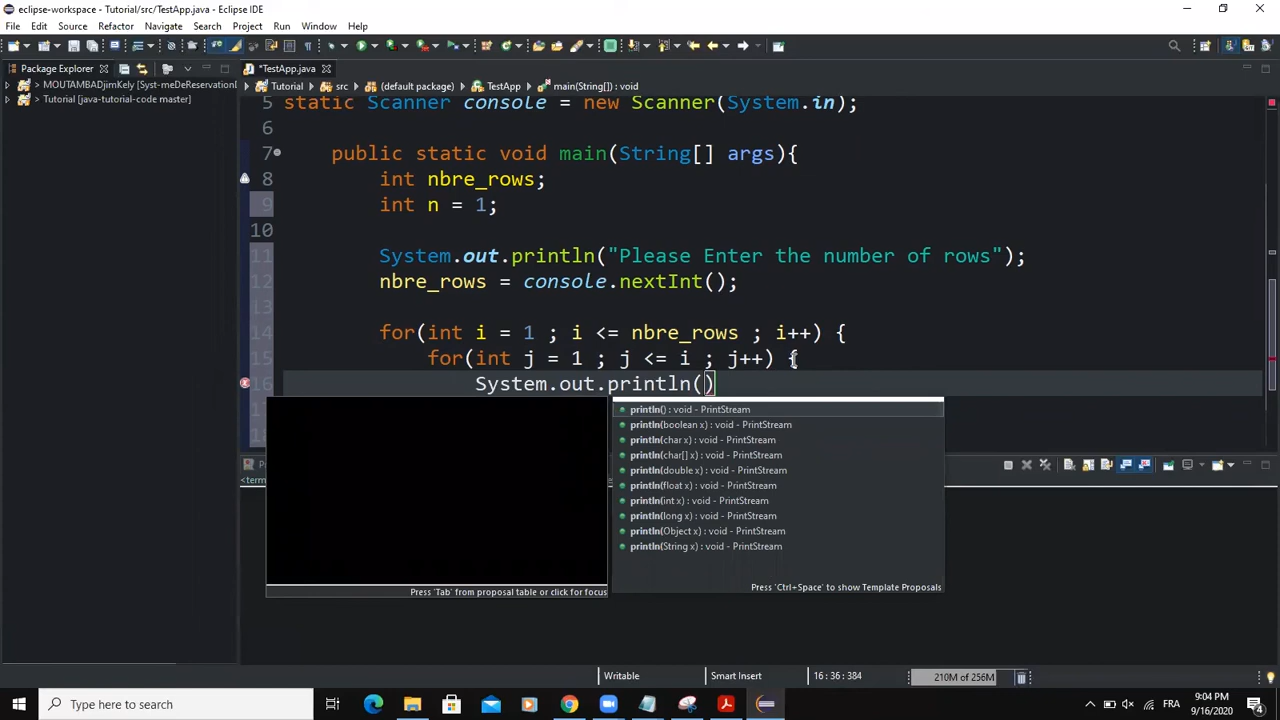 eclipse-workspace - Tutorial/src/TestApp.java - Eclipse IDE
File Edit Source Refactor Navigate Search Project Run Window Help
Package Explorer
*TestApp.java
MOUTAMBADjimKely [Syst-meDeReservationD
Tutorial [java-tutorial-code master]
Tutorial src (default package) TestApp main(String[]) : void
5 static Scanner console = new Scanner(System.in);
6
7 public static void main(String[] args){
8 int nbre_rows;
9 int n = 1;
10
11 System.out.println("Please Enter the number of rows");
12 nbre_rows = console.nextInt();
13
14 for(int i = 1 ; i <= nbre_rows ; i++) {
15 for(int j = 1 ; j <= i ; j++) {
16 System.out.println()
println() : void - PrintStream
println(boolean x) : void - PrintStream
println(char x) : void - PrintStream
println(char[] x) : void - PrintStream
println(double x) : void - PrintStream
println(float x) : void - PrintStream
println(int x) : void - PrintStream
println(long x) : void - PrintStream
println(Object x) : void - PrintStream
println(String x) : void - PrintStream
Press 'Ctrl+Space' to show Template Proposals
Press 'Tab' from proposal table or click for focus
<term
Writable Smart Insert 16 : 36 : 384 210M of 256M
Type here to search
FRA
9:04 PM
9/16/2020